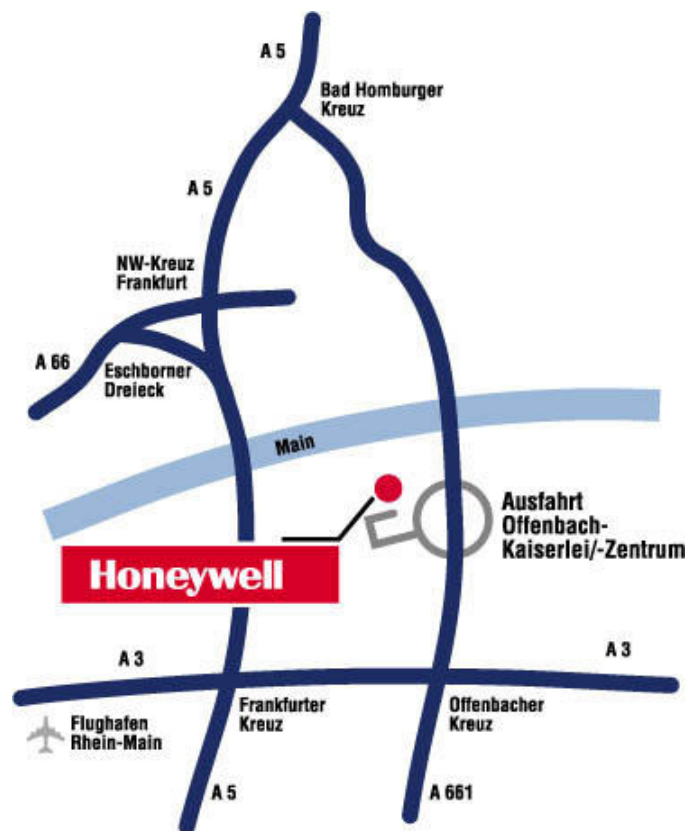 A 5
Bad Homburger
Kreuz
A 5
NW-Kreuz
Frankfurt
A 66
Eschborner
Dreieck
Main
Ausfahrt
Offenbach-
Kaiserlei/-Zentrum
Honeywell
A 3
A 3
Flughafen
Rhein-Main
Frankfurter
Kreuz
Offenbacher
Kreuz
A 5
A 661